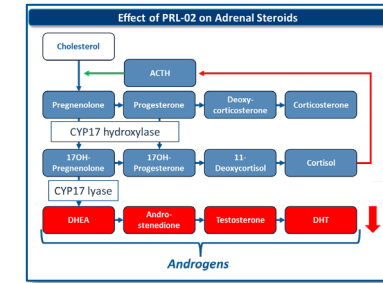 Effect of PRL-02 on Adrenal Steroids
Cholesterol
ACTH
Pregnenolone
Progesterone
Deoxy-
corticosterone
Corticosterone
CYP17 hydroxylase
17OH-
Pregnenolone
17OH-
Progesterone
11-
Deoxycortisol
Cortisol
CYP17 lyase
DHEA
Andro-
stenedione
Testosterone
DHT
Androgens